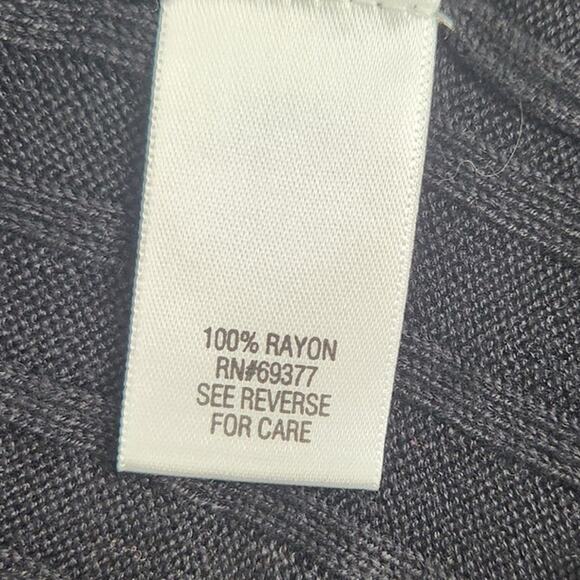 100% RAYON
RN#69377
SEE REVERSE
FOR CARE